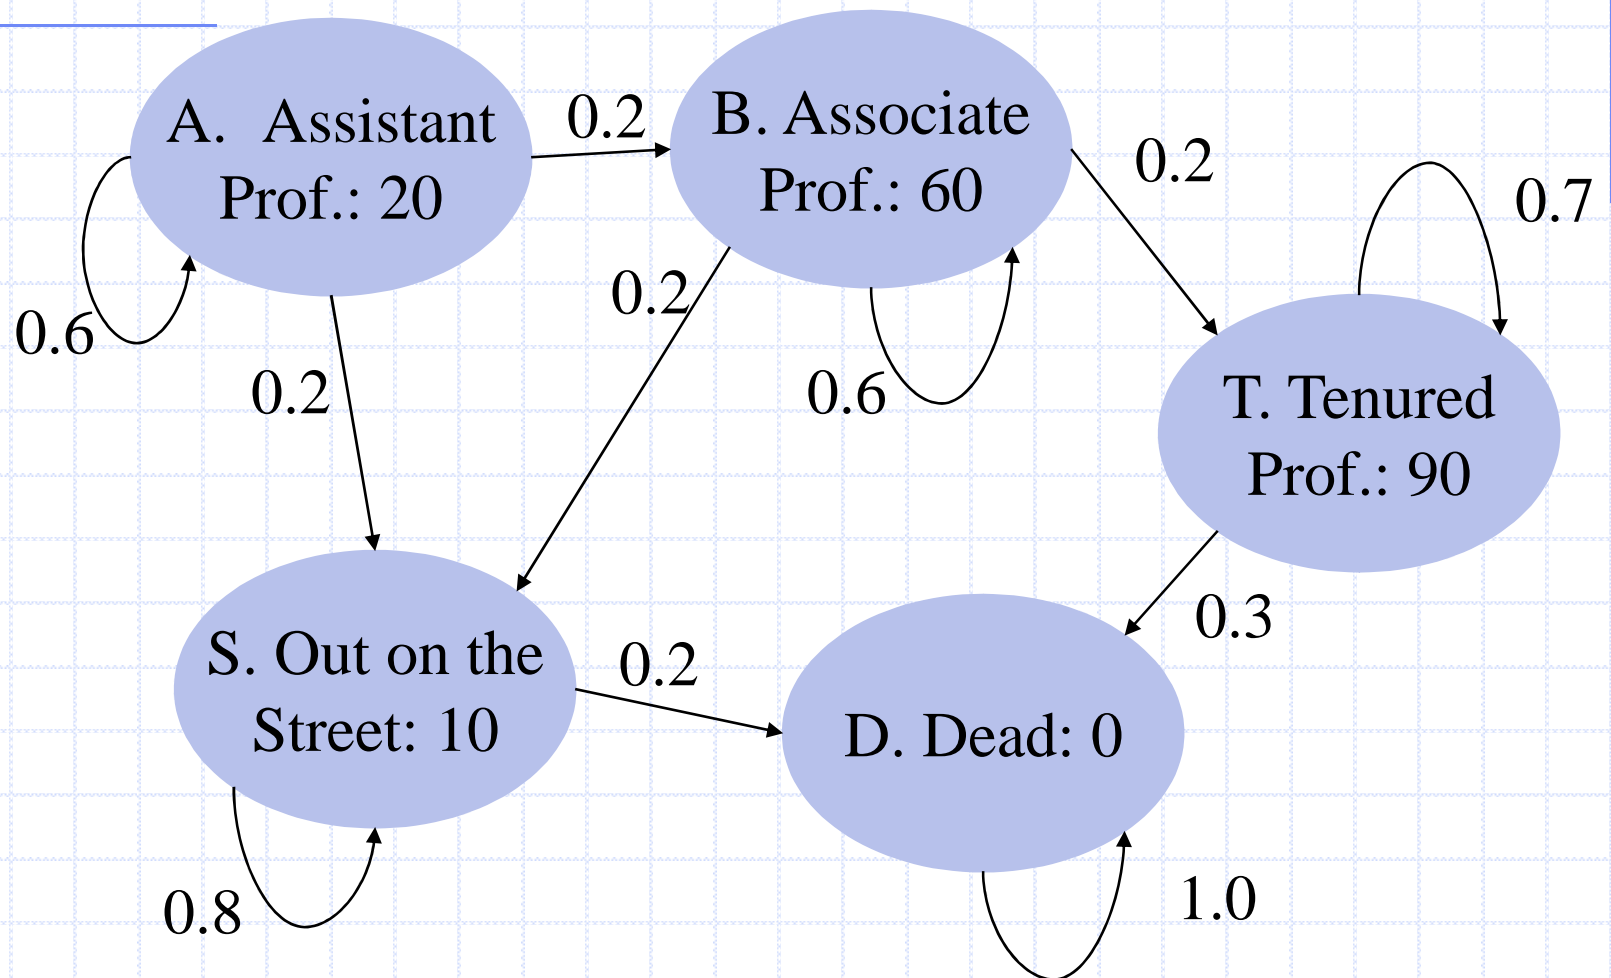 A.  Assistant
Prof.: 20
0.2
B. Associate
Prof.: 60
0.2
0.7
0.6
0.2
0.2
0.6
T. Tenured
Prof.: 90
S. Out on the
Street: 10
0.2
0.3
D. Dead: 0
0.8
1.0